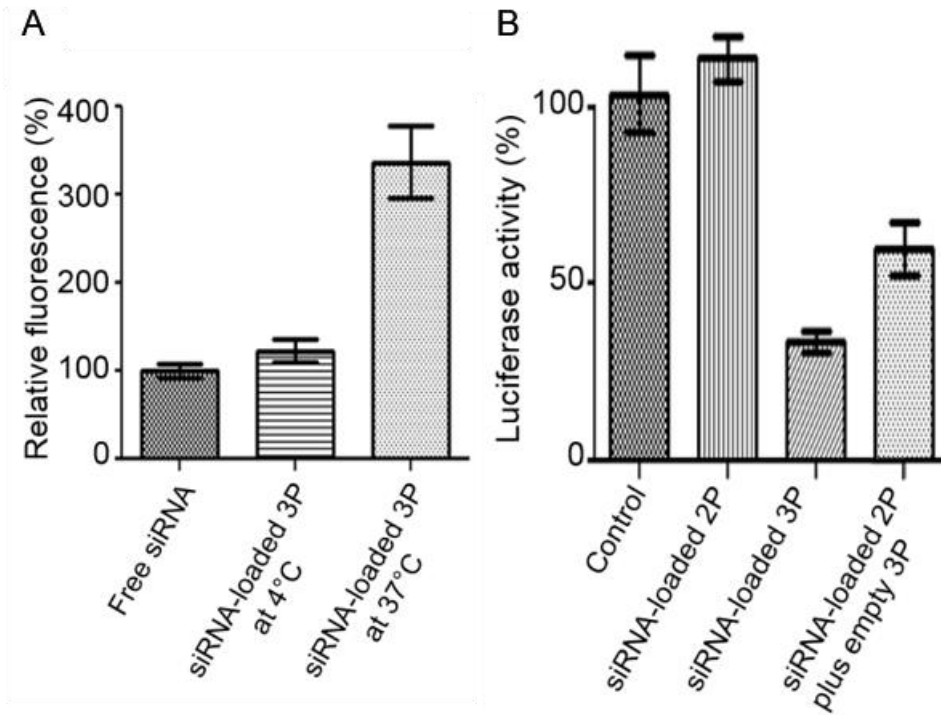 A
Relative fluorescence (%)
400
300
200
100
0
Free siRNA
siRNA-loaded 3P
at 4°C
siRNA-loaded 3P
at 37°C
B
Luciferase activity (%)
100
50
0
Control
siRNA-loaded 2P
siRNA-loaded 3P
siRNA-loaded 2P
plus empty 3P